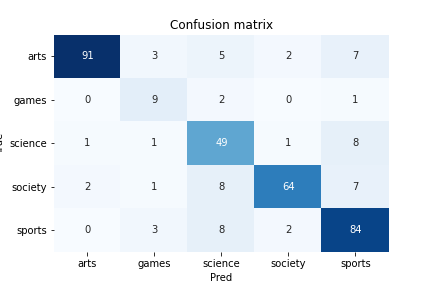 Confusion matrix
arts 91 3 5 2 7
games 0 9 2 0 1
science 1 1 49 1 8
society 2 1 8 64 7
sports 0 3 8 2 84
arts games science society sports
Pred